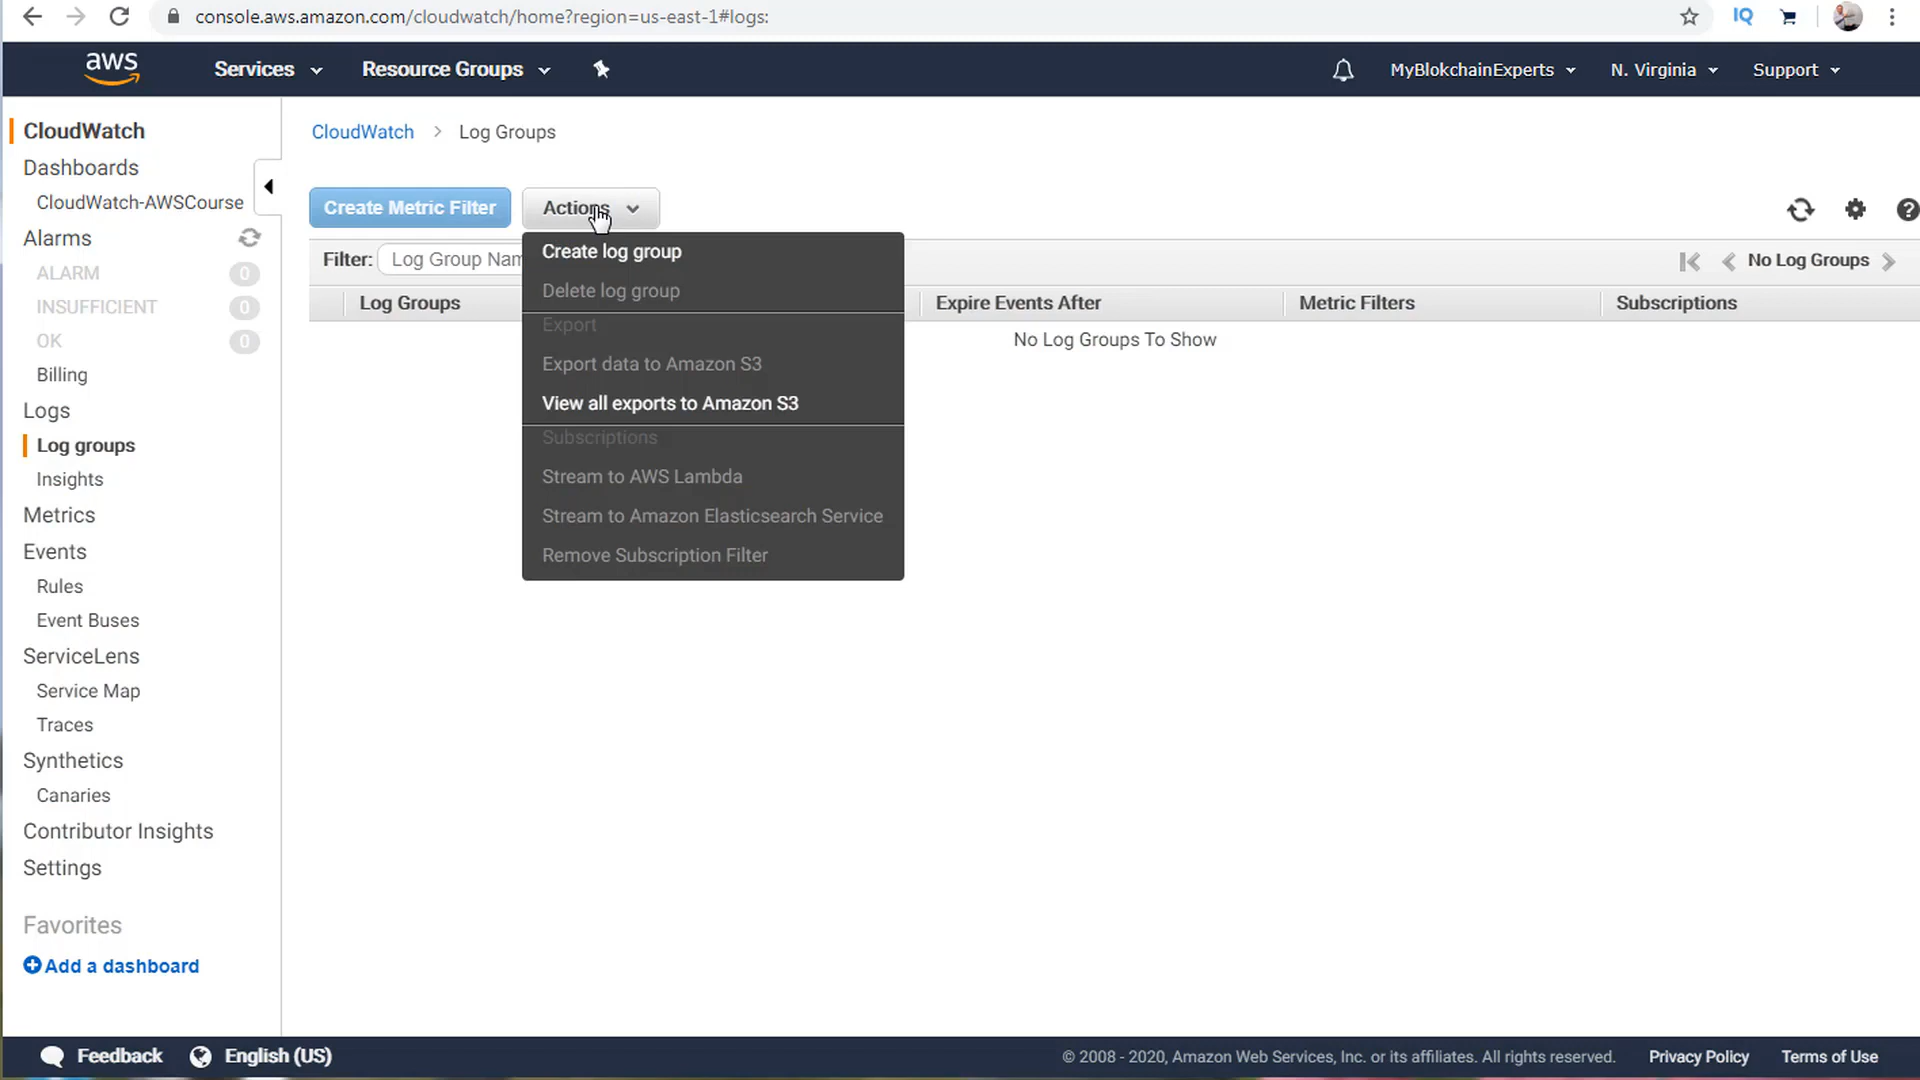 console.aws.amazon.com/cloudwatch/home?region=us-east-1#logs:
IQ
aws
Services
Resource Groups
MyBlokchainExperts
N. Virginia
Support
CloudWatch
Dashboards
CloudWatch-AWSCourse
Alarms
ALARM 0
INSUFFICIENT 0
OK 0
Billing
Logs
Log groups
Insights
Metrics
Events
Rules
Event Buses
ServiceLens
Service Map
Traces
Synthetics
Canaries
Contributor Insights
Settings
Favorites
Add a dashboard
CloudWatch > Log Groups
Create Metric Filter
Actions
Filter: Log Group Nam
No Log Groups
Log Groups
Expire Events After
Metric Filters
Subscriptions
No Log Groups To Show
Create log group
Delete log group
Export
Export data to Amazon S3
View all exports to Amazon S3
Subscriptions
Stream to AWS Lambda
Stream to Amazon Elasticsearch Service
Remove Subscription Filter
Feedback
English (US)
© 2008 - 2020, Amazon Web Services, Inc. or its affiliates. All rights reserved.
Privacy Policy
Terms of Use